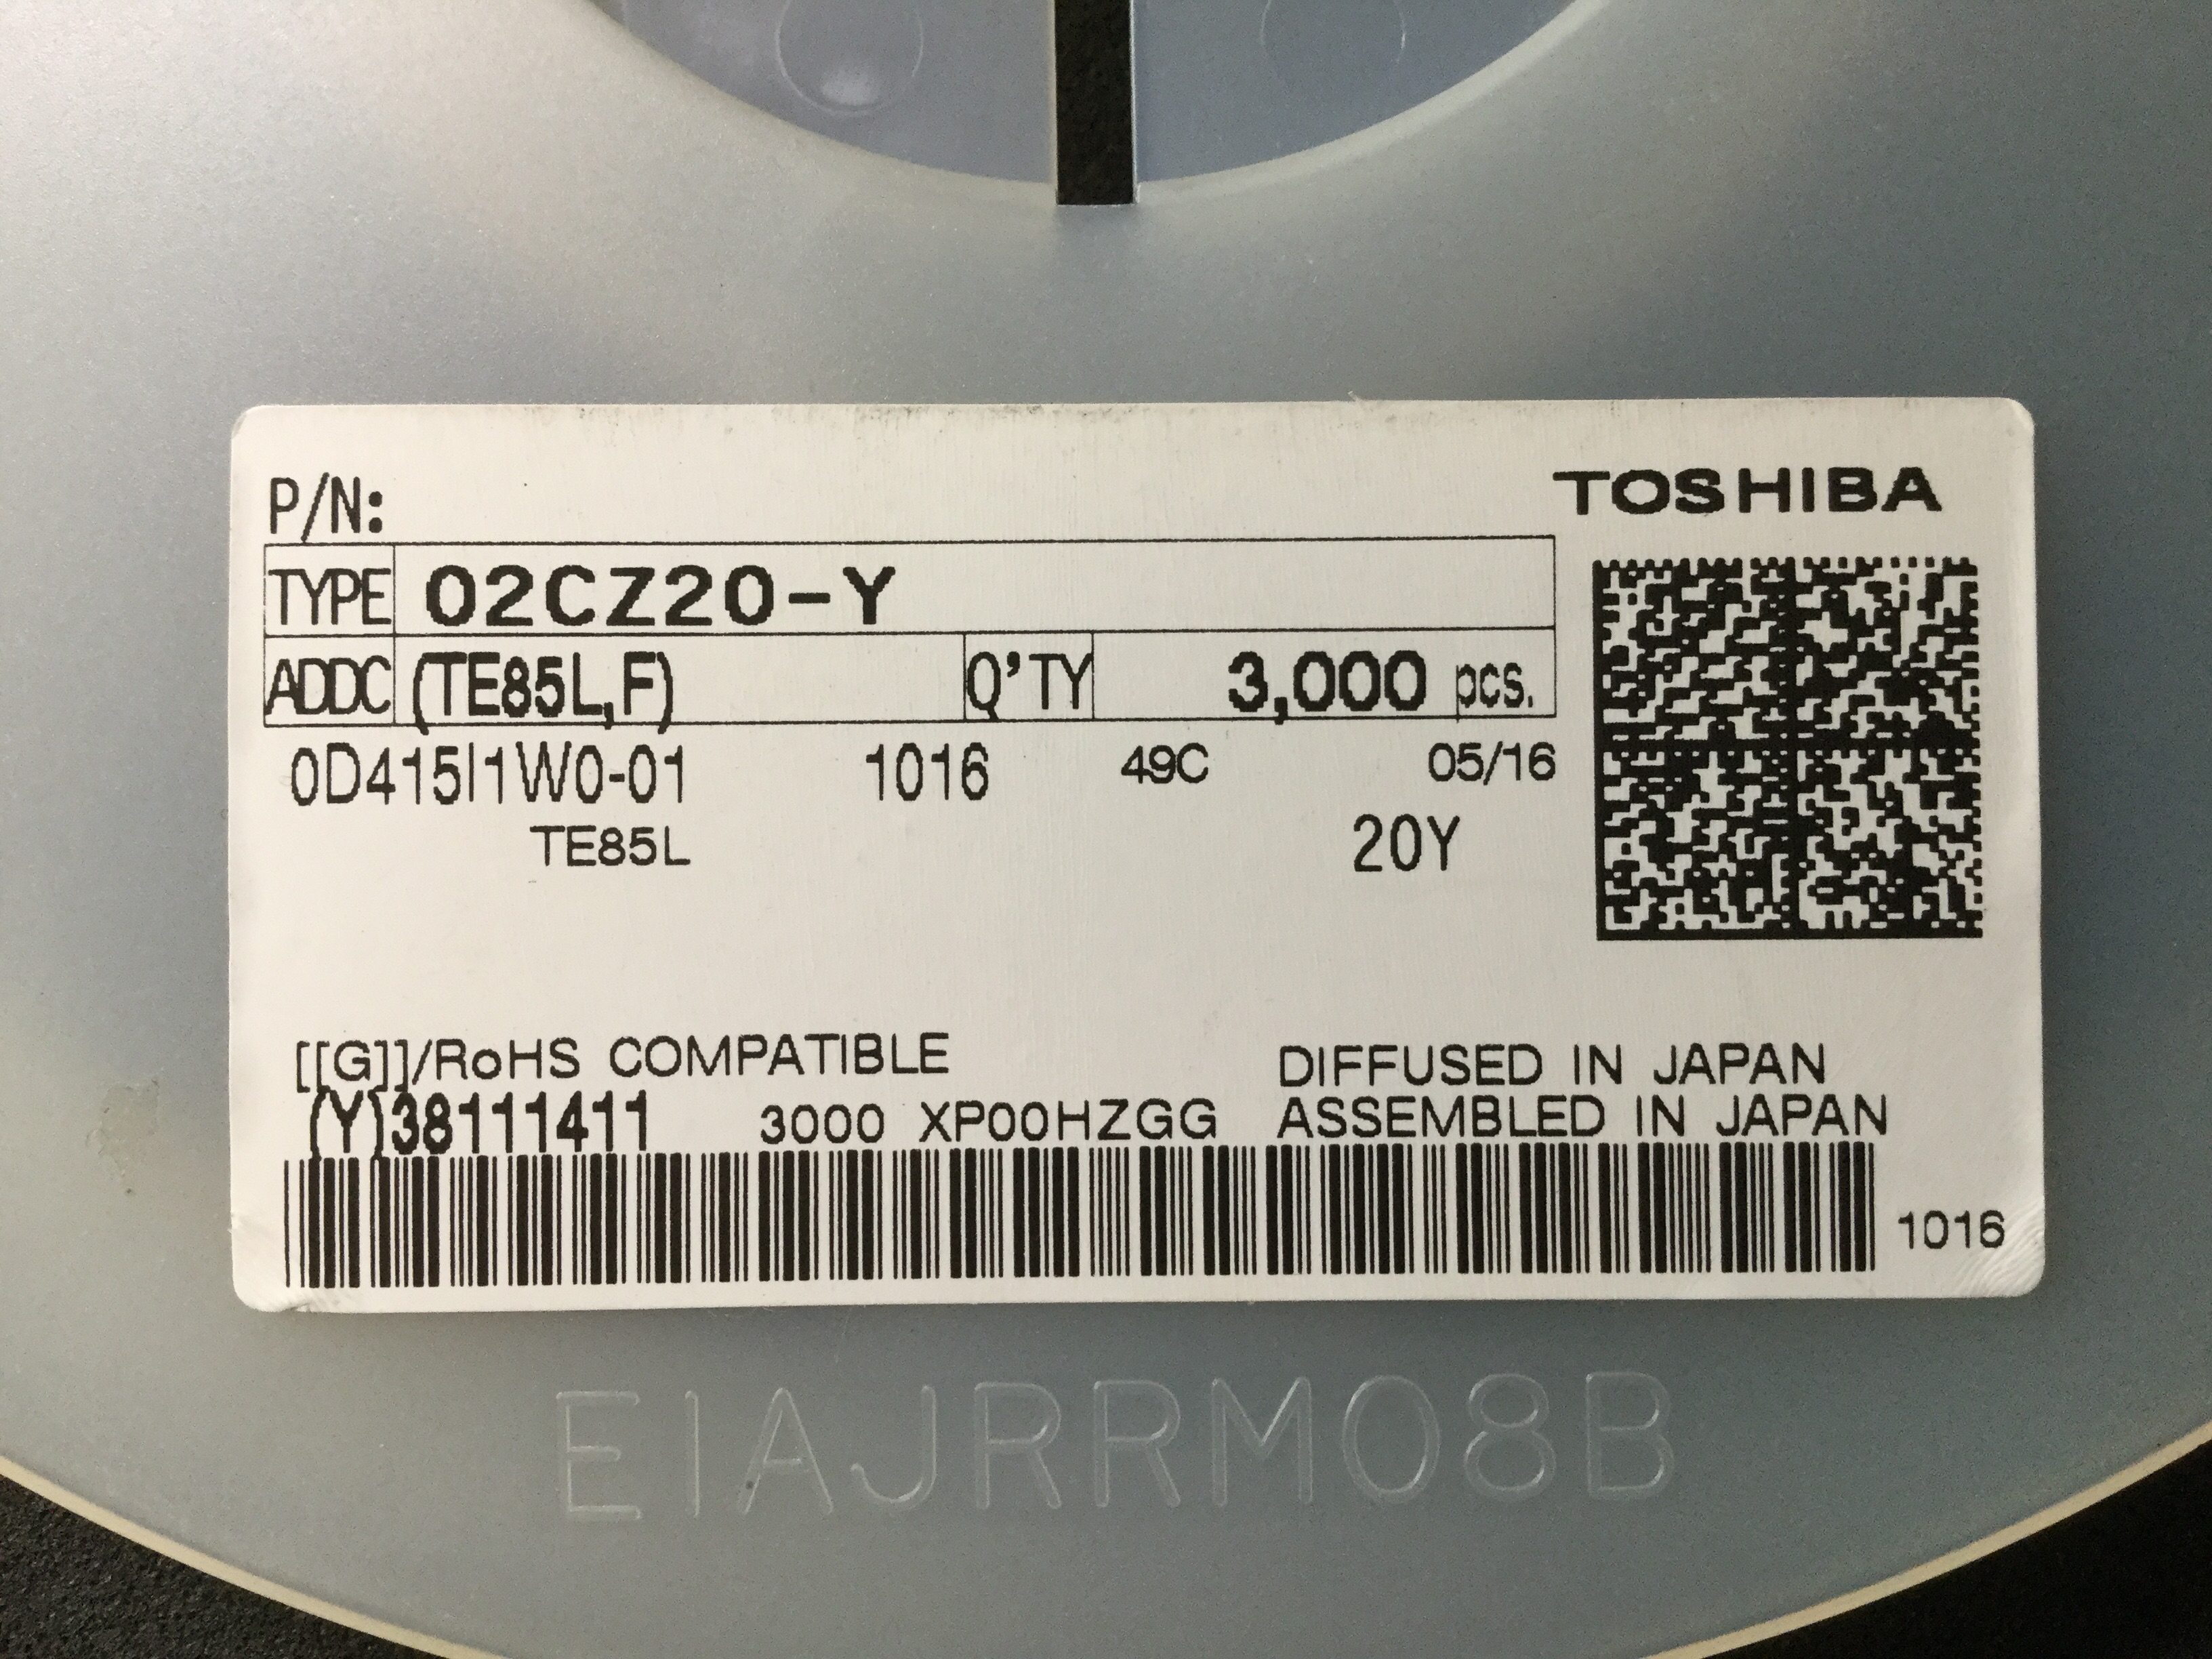 P/N:
TOSHIBA
TYPE 02CZ20-Y
ADDC (TE85L,F) Q'TY 3,000 pcs.
0D415I1W0-01 1016 49C 05/16
TE85L 20Y
[[G]]/RoHS COMPATIBLE DIFFUSED IN JAPAN
(Y)38111411 3000 XP00HZGG ASSEMBLED IN JAPAN
1016
EIAJRRM08B